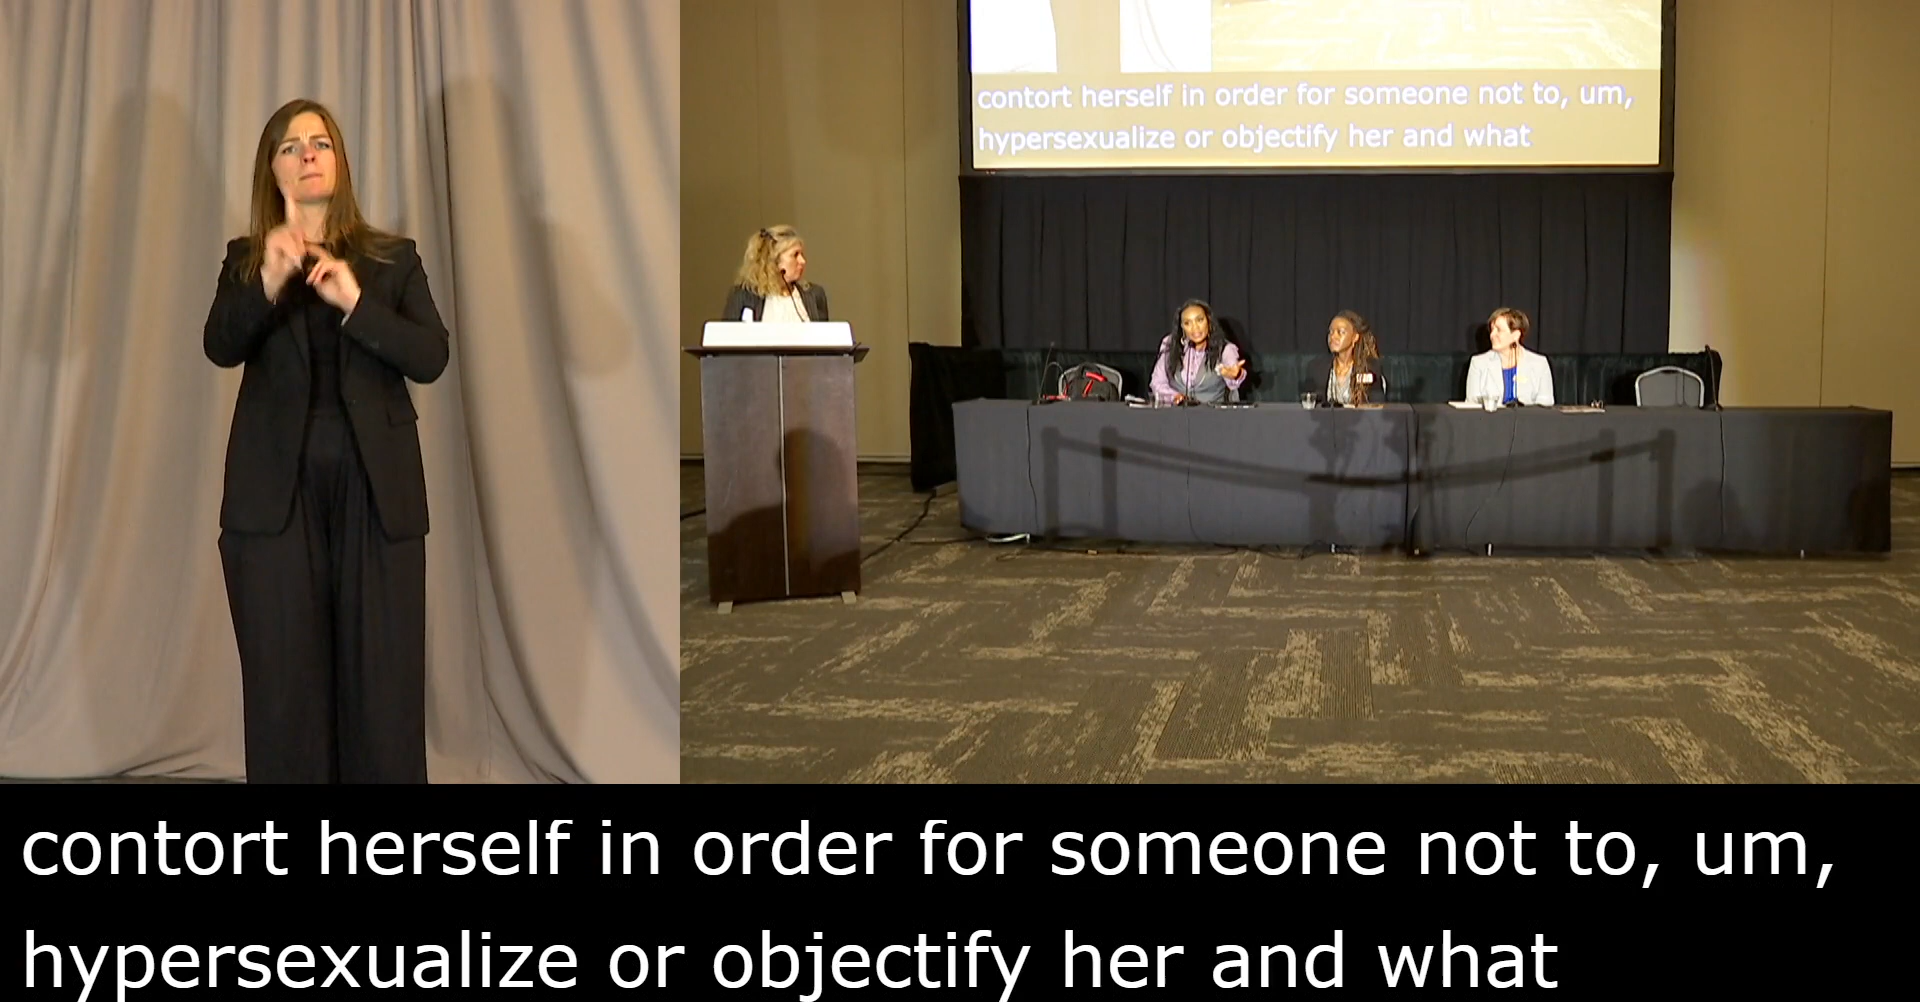 contort herself in order for someone not to, um,
hypersexualize or objectify her and what
contort herself in order for someone not to, um,
hypersexualize or objectify her and what